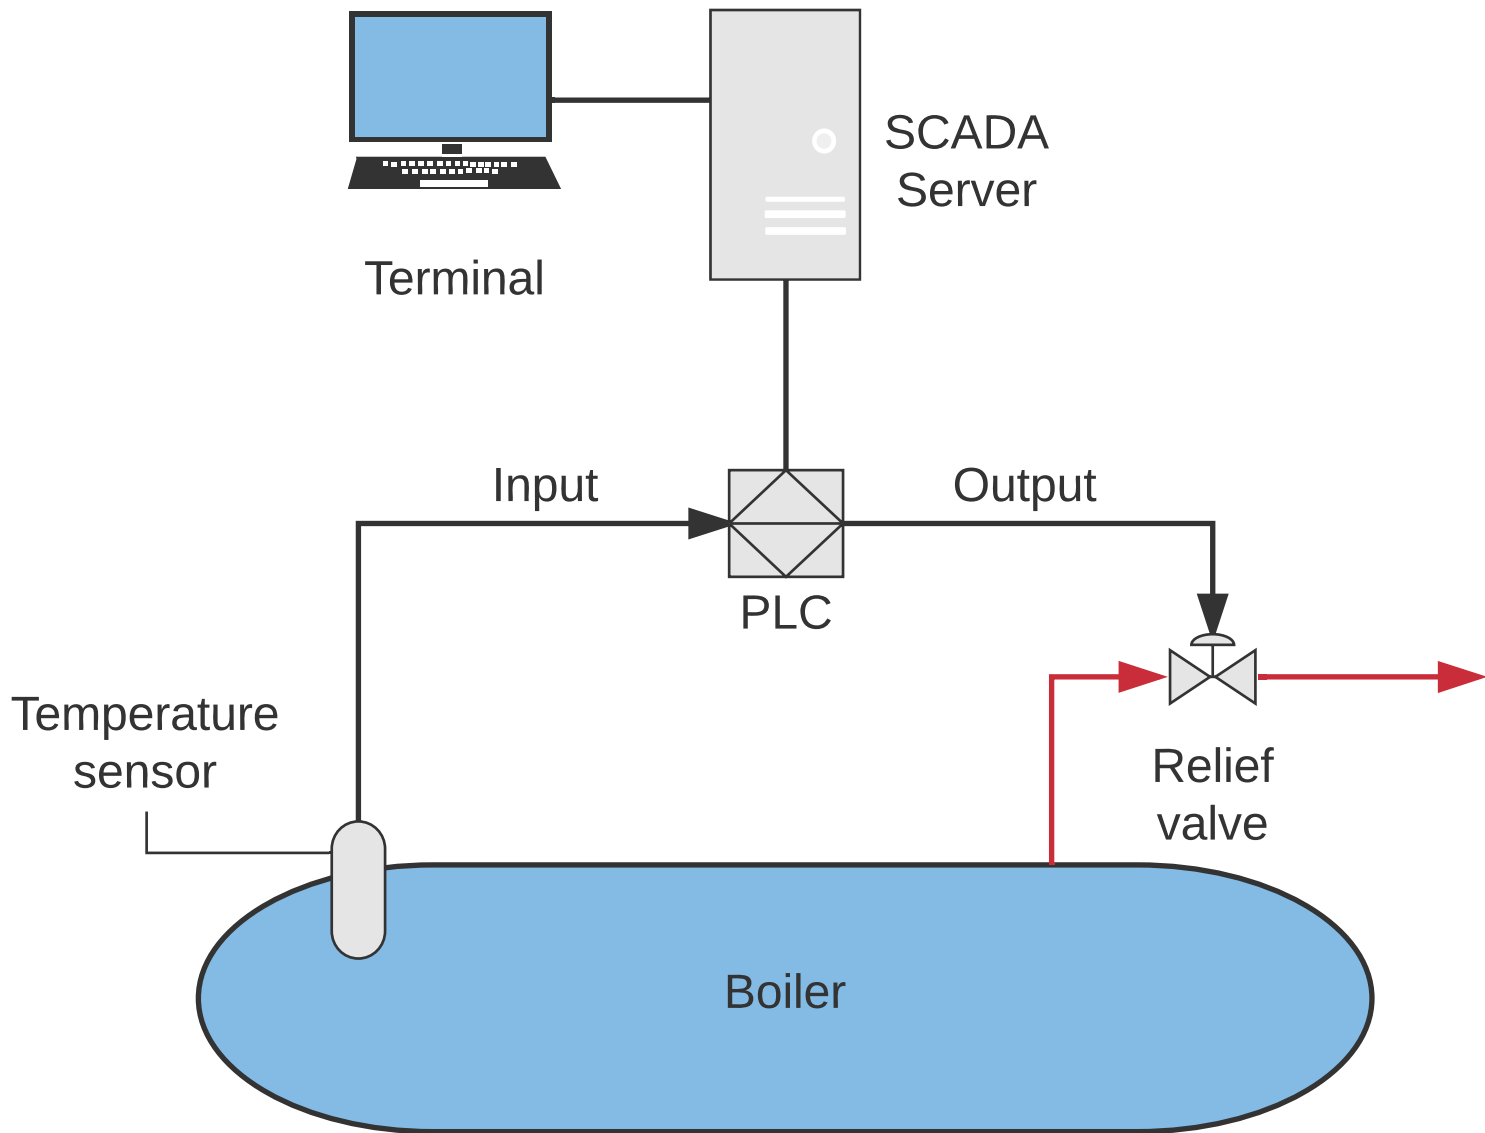 SCADA
Server
Terminal
Input
Output
PLC
Temperature
sensor
Relief
valve
Boiler